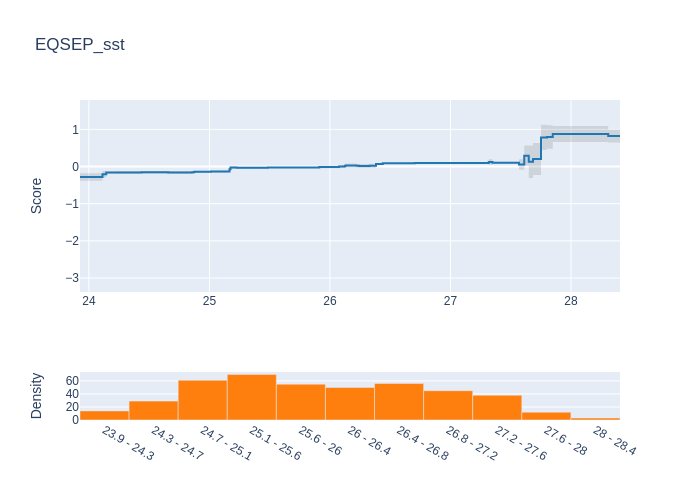 EQSEP_sst
Score
1
0
−1
−2
−3
24
25
26
27
28
Density
60
40
20
0
23.9 - 24.3
24.3 - 24.7
24.7 - 25.1
25.1 - 25.6
25.6 - 26
26 - 26.4
26.4 - 26.8
26.8 - 27.2
27.2 - 27.6
27.6 - 28
28 - 28.4